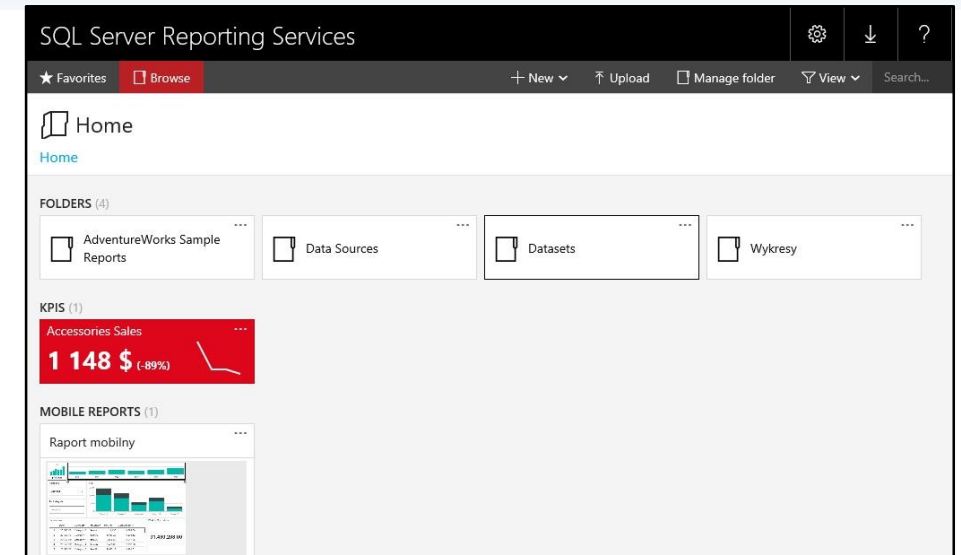 SQL Server Reporting Services
Favorites Browse New Upload Manage folder View Search...
Home
Home
FOLDERS (4)
AdventureWorks Sample
Reports
Data Sources
Datasets
Wykresy
KPIS (1)
Accessories Sales
1 148 $ (-89%)
MOBILE REPORTS (1)
Raport mobilny